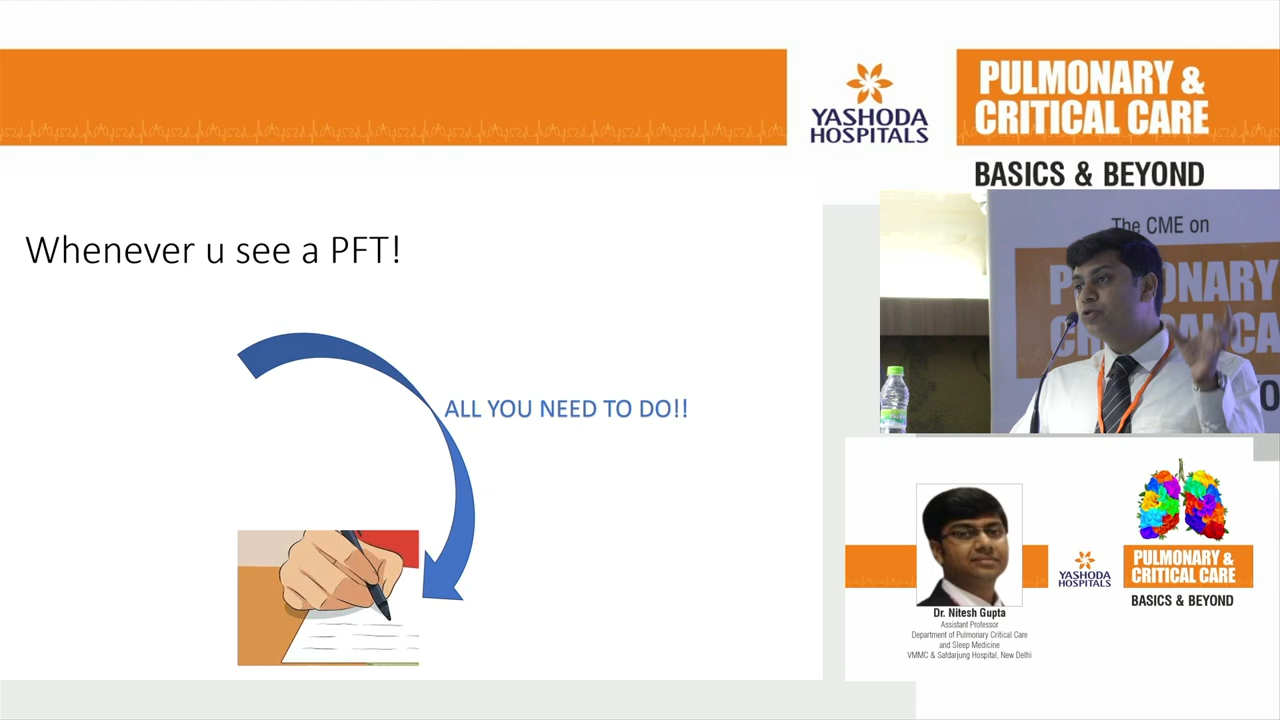 YASHODA
HOSPITALS
PULMONARY &
CRITICAL CARE
BASICS & BEYOND
Whenever u see a PFT!
ALL YOU NEED TO DO!!
The CME on
Dr. Nitesh Gupta
Assistant Professor
Department of Pulmonary Critical Care
and Sleep Medicine
VMMC & Safdarjung Hospital, New Delhi
YASHODA
HOSPITALS
PULMONARY &
CRITICAL CARE
BASICS & BEYOND